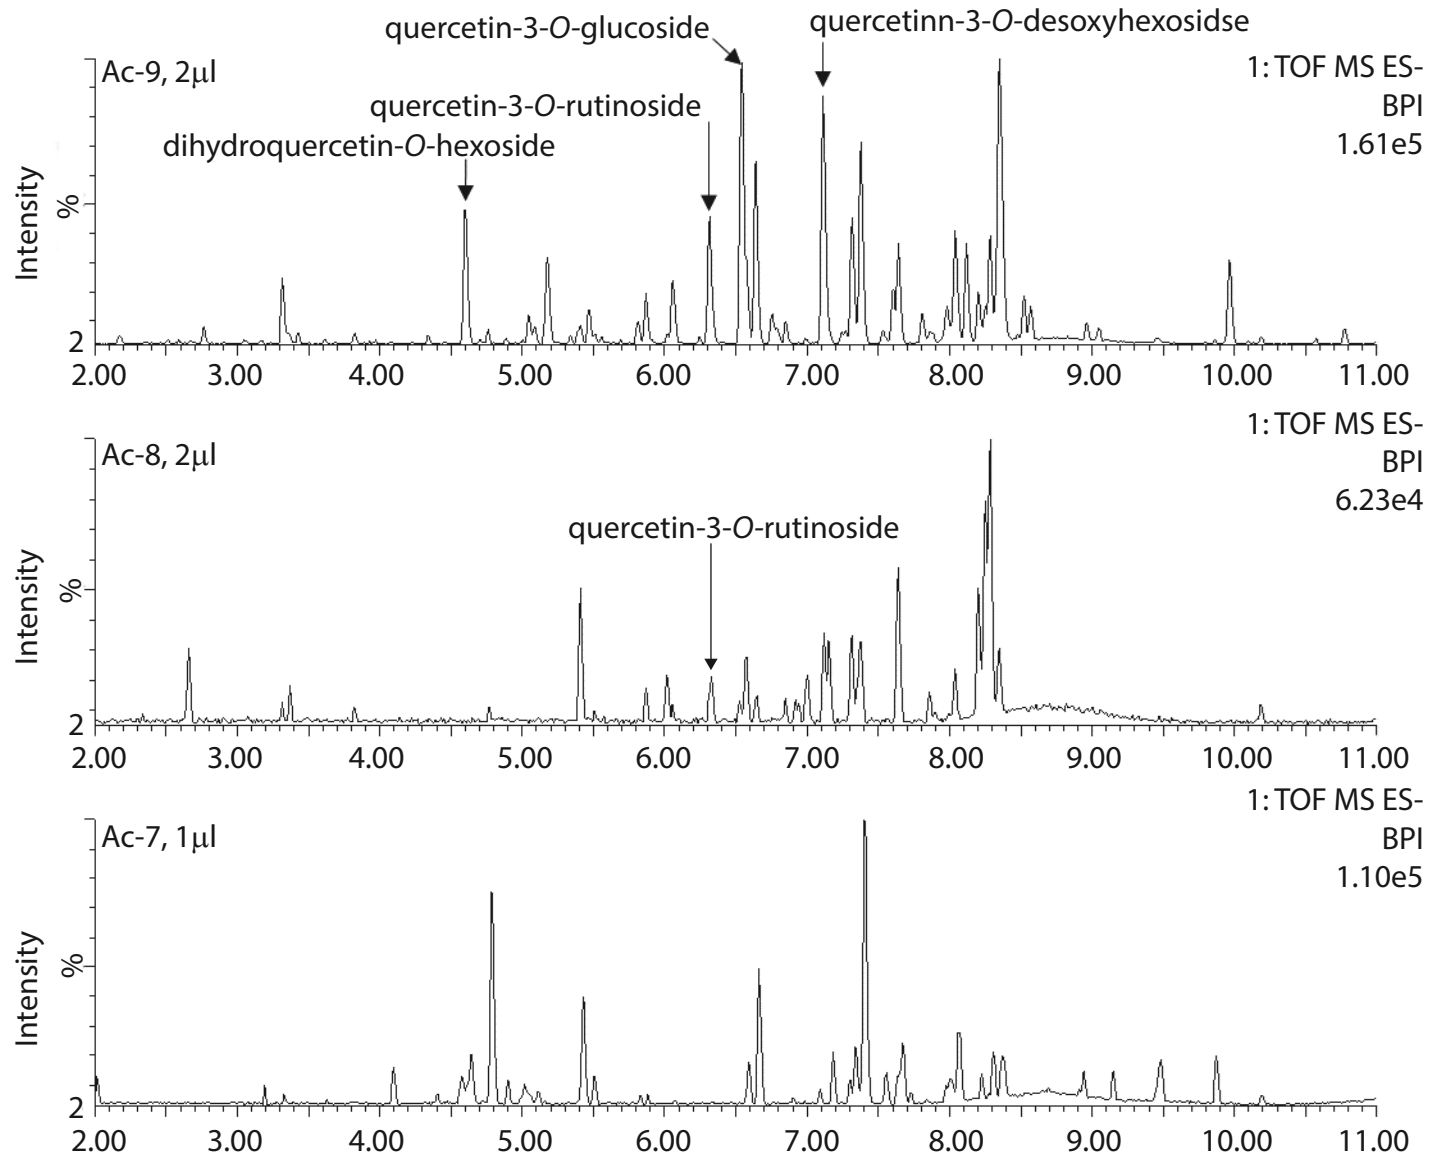 quercetin-3-O-glucoside
quercetinn-3-O-desoxyhexosidse
Ac-9, 2μl
1: TOF MS ES-
BPI
1.61e5
quercetin-3-O-rutinoside
dihydroquercetin-O-hexoside
Intensity
%
2
2.00 3.00 4.00 5.00 6.00 7.00 8.00 9.00 10.00 11.00
Ac-8, 2μl
1: TOF MS ES-
BPI
6.23e4
quercetin-3-O-rutinoside
Intensity
%
2
2.00 3.00 4.00 5.00 6.00 7.00 8.00 9.00 10.00 11.00
Ac-7, 1μl
1: TOF MS ES-
BPI
1.10e5
Intensity
%
2
2.00 3.00 4.00 5.00 6.00 7.00 8.00 9.00 10.00 11.00